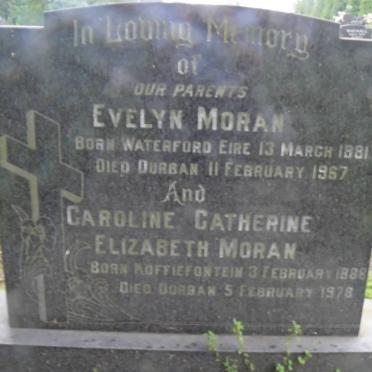 In Loving Memory
of
OUR PARENTS
EVELYN MORAN
BORN WATERFORD EIRE 13 MARCH 1881
DIED DURBAN 11 FEBRUARY 1967
And
CAROLINE CATHERINE
ELIZABETH MORAN
BORN KOFFIEFONTEIN 3 FEBRUARY 1888
DIED DURBAN 5 FEBRUARY 1978